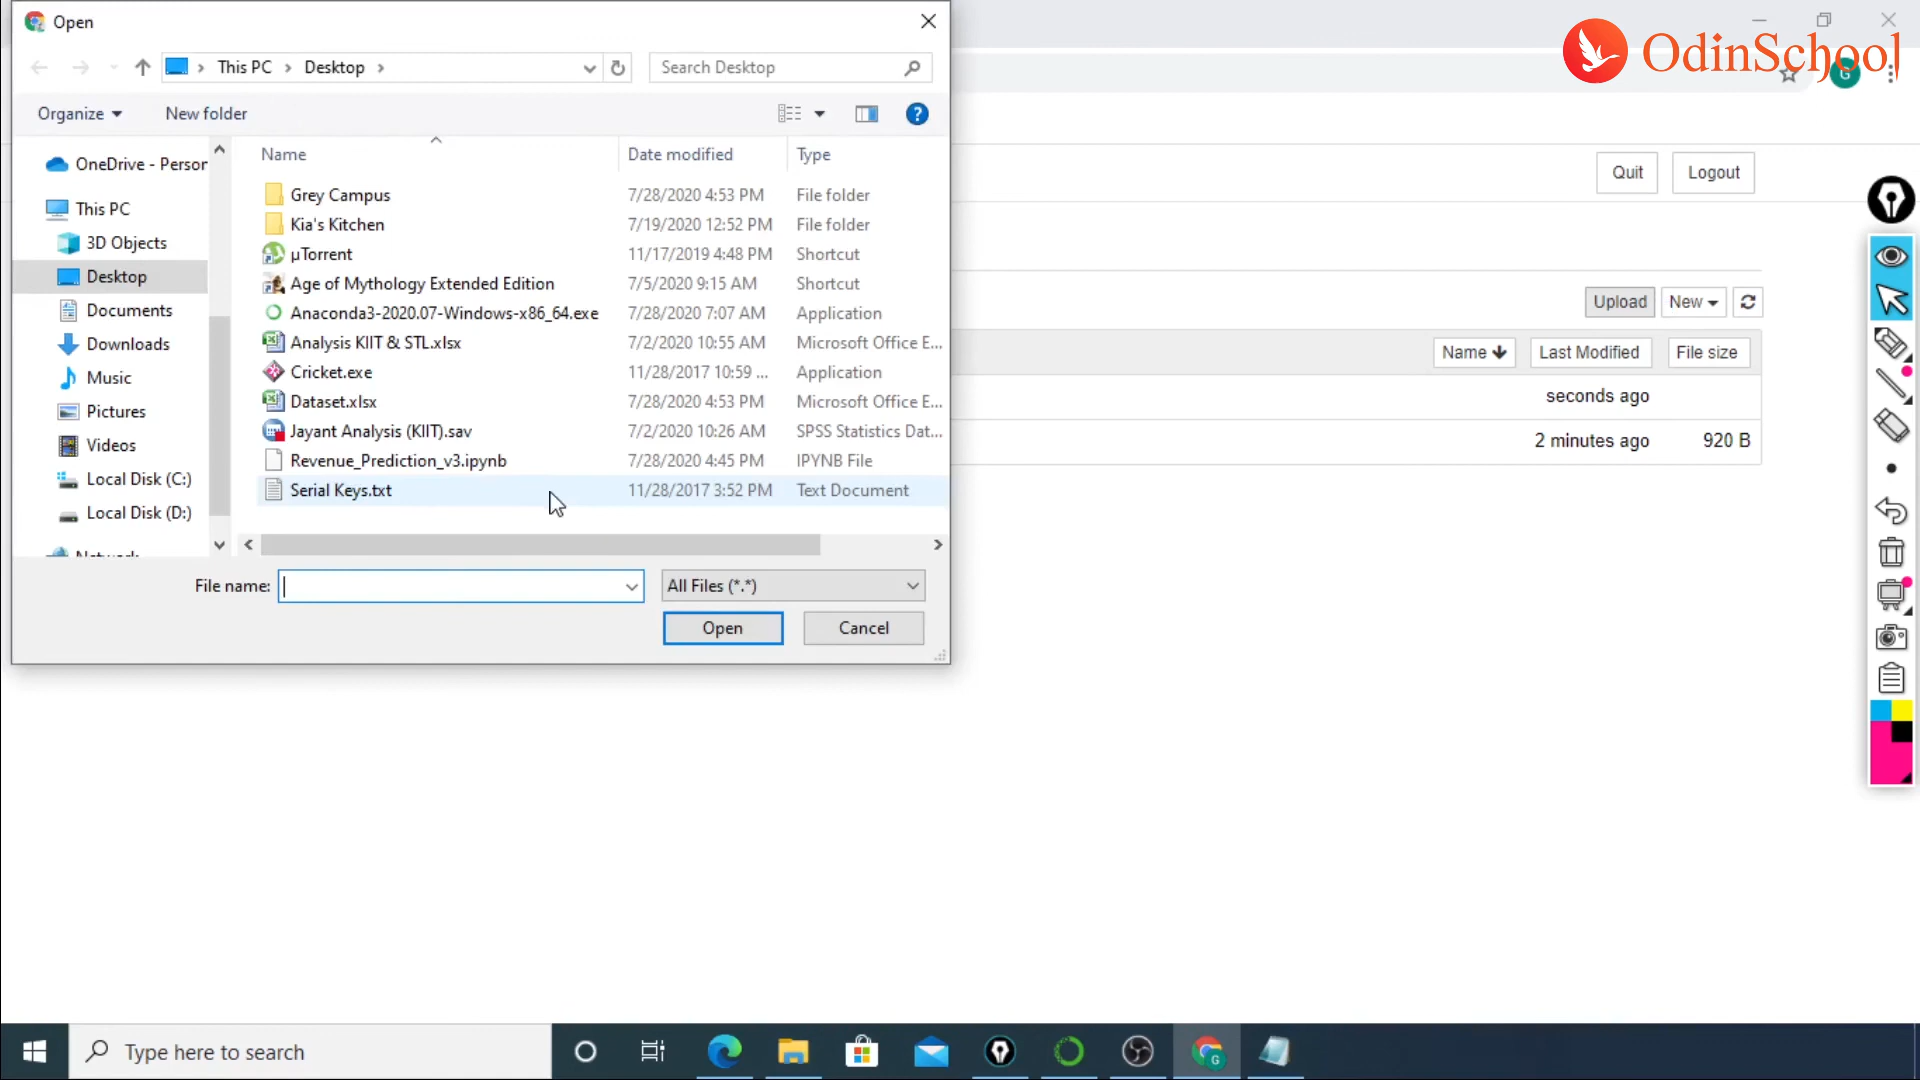 Open
OdinSchool
This PC
Desktop
Search Desktop
G
Organize
New folder
?
Name
Date modified
Type
OneDrive - Person
This PC
3D Objects
Desktop
Documents
Downloads
Music
Pictures
Videos
Local Disk (C:)
Local Disk (D:)
Grey Campus 7/28/2020 4:53 PM File folder
Kia's Kitchen 7/19/2020 12:52 PM File folder
µTorrent 11/17/2019 4:48 PM Shortcut
Age of Mythology Extended Edition 7/5/2020 9:15 AM Shortcut
Anaconda3-2020.07-Windows-x86_64.exe 7/28/2020 7:07 AM Application
Analysis KIIT & STL.xlsx 7/2/2020 10:55 AM Microsoft Office E...
Cricket.exe 11/28/2017 10:59 ... Application
Dataset.xlsx 7/28/2020 4:53 PM Microsoft Office E...
Jayant Analysis (KIIT).sav 7/2/2020 10:26 AM SPSS Statistics Dat...
Revenue_Prediction_v3.ipynb 7/28/2020 4:45 PM IPYNB File
Serial Keys.txt 11/28/2017 3:52 PM Text Document
File name:
All Files (*.*)
Open
Cancel
Quit
Logout
Upload
New
Name
Last Modified
File size
seconds ago
2 minutes ago 920 B
Type here to search
G